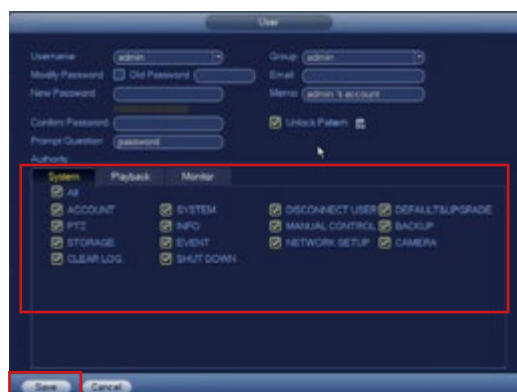 User
Username admin Group admin
Modify Password Old Password Email
New Password Memo admin 's account
Confirm Password Unlock Pattern
Prompt Question password
Authority
System Playback Monitor
All
ACCOUNT SYSTEM DISCONNECT USER DEFAULT&UPGRADE
PTZ INFO MANUAL CONTROL BACKUP
STORAGE EVENT NETWORK SETUP CAMERA
CLEAR LOG SHUT DOWN
Save Cancel